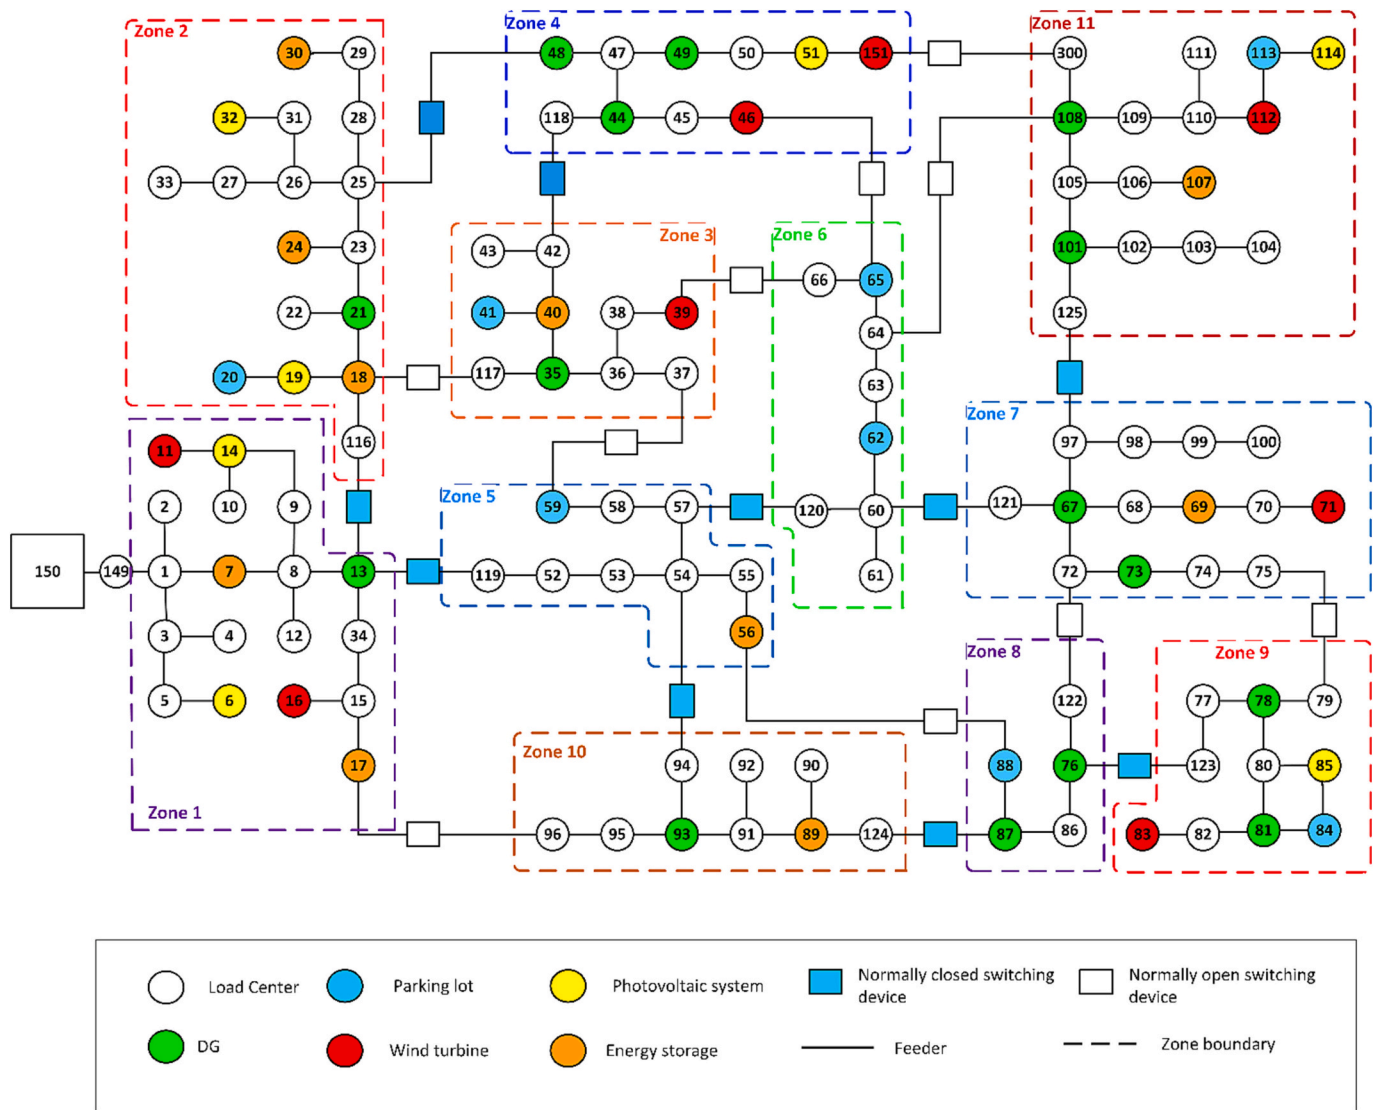 Zone 2
30 29
Zone 4
48 47 49 50 51 151
Zone 11
300 111 113 114
32 31 28
118 44 45 46
108 109 110 112
33 27 26 25
105 106 107
24 23
43 42
Zone 3
Zone 6
66 65
101 102 103 104
22 21
41 40 38 39
64
125
20 19 18
117 35 36 37
63
116
62
Zone 7
97 98 99 100
11 14
2 10 9
Zone 5
59 58 57
120 60
121 67 68 69 70 71
150 149 1 7 8 13
119 52 53 54 55
61
72 73 74 75
3 4 12 34
56
Zone 8
Zone 9
5 6 16 15
122
77 78 79
17
Zone 10
94 92 90
88 76
123 80 85
Zone 1
96 95 93 91 89 124
87 86
83 82 81 84
Load Center
Parking lot
Photovoltaic system
Normally closed switching
device
Normally open switching
device
DG
Wind turbine
Energy storage
Feeder
Zone boundary